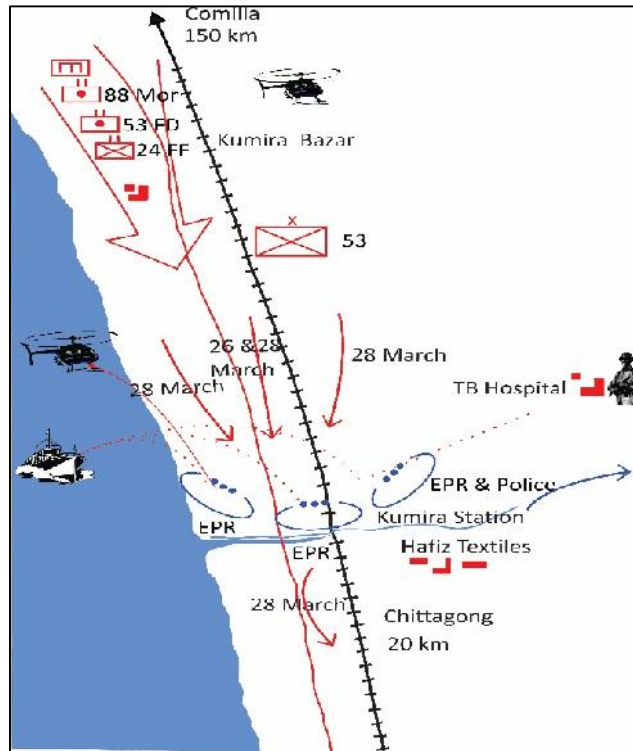 Comilla
150 km
E
88 Mor
53 FD
24 FF
Kumira Bazar
X
53
26 &28
March
28 March
28 March
TB Hospital
EPR & Police
EPR
Kumira Station
EPR
Hafiz Textiles
28 March
Chittagong
20 km